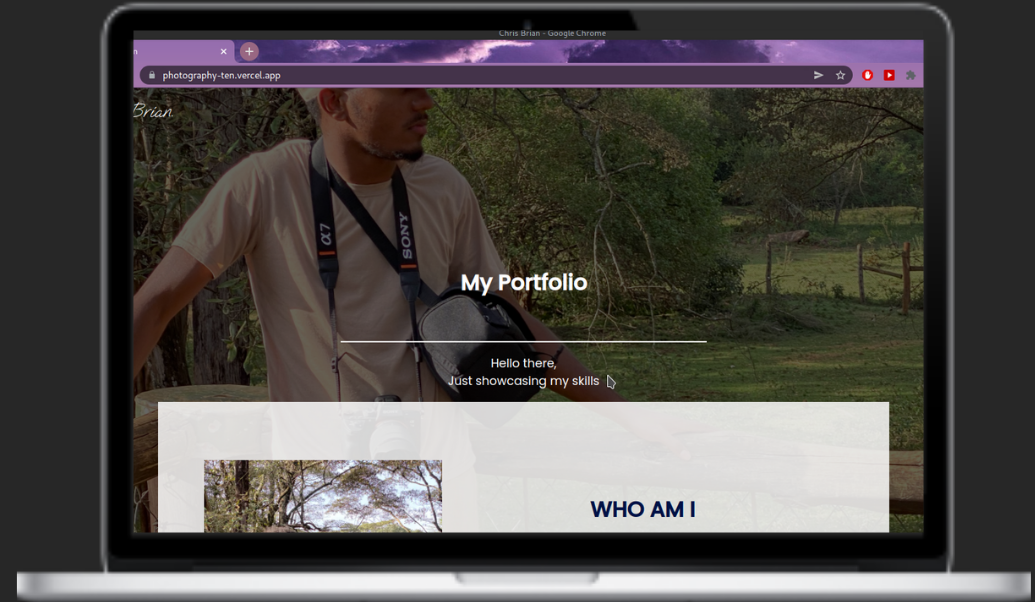 Chris Brian - Google Chrome
n
photography-ten.vercel.app
Brian
α7
SONY
My Portfolio
Hello there,
Just showcasing my skills
WHO AM I